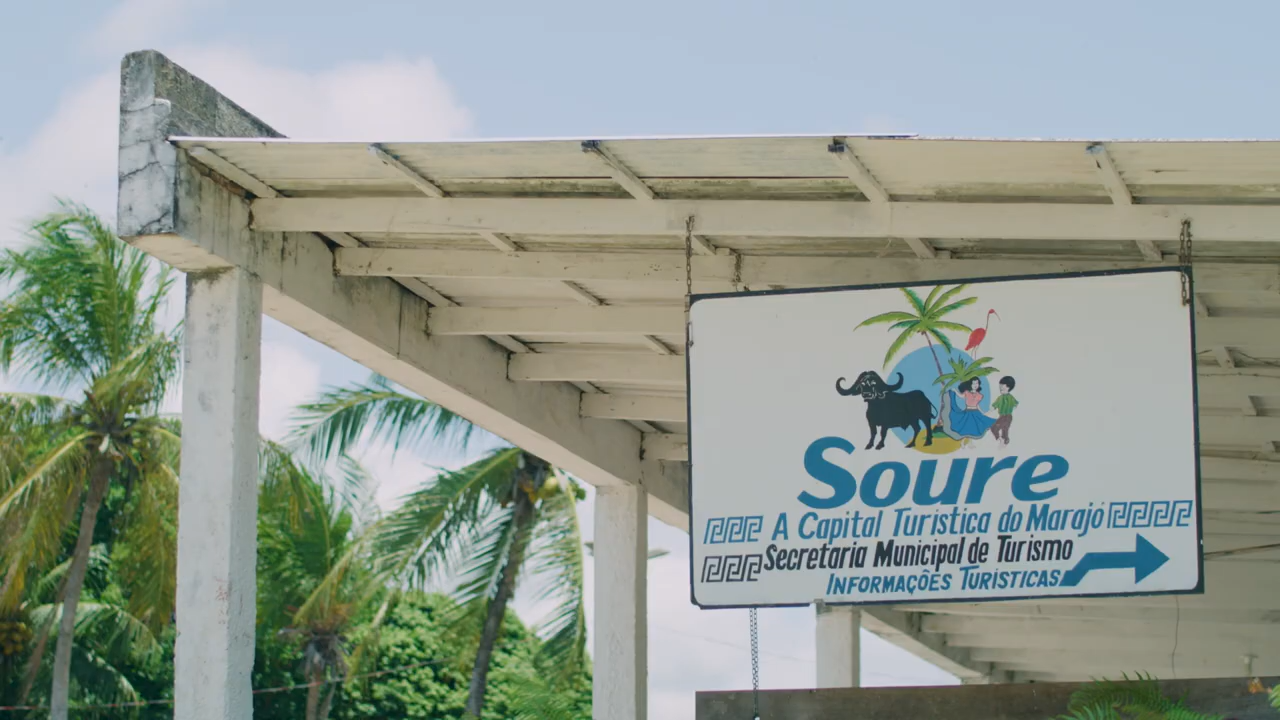 Soure
A Capital Turística do Marajó
Secretaria Municipal de Turismo
INFORMAÇÕES TURÍSTICAS